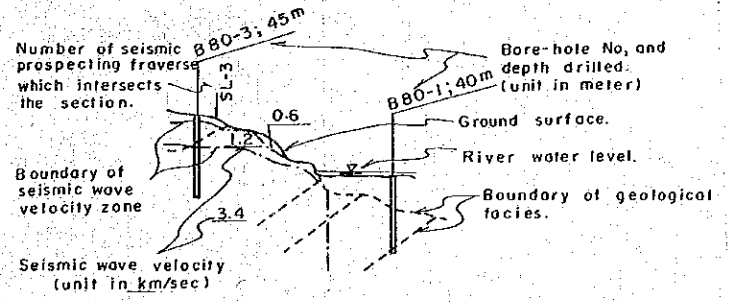 Number of seismic
prospecting fraverse
which intersects
the section.
B 80-3; 45m
SL-3
0.6
1.2
3.4
Boundary of
seismic wave
velocity zone
Seismic wave velocity
(unit in km/sec)
Bore-hole No, and
depth drilled.
(unit in meter)
B80-1; 40m
Ground surface.
River water level.
Boundary of geological
facies.